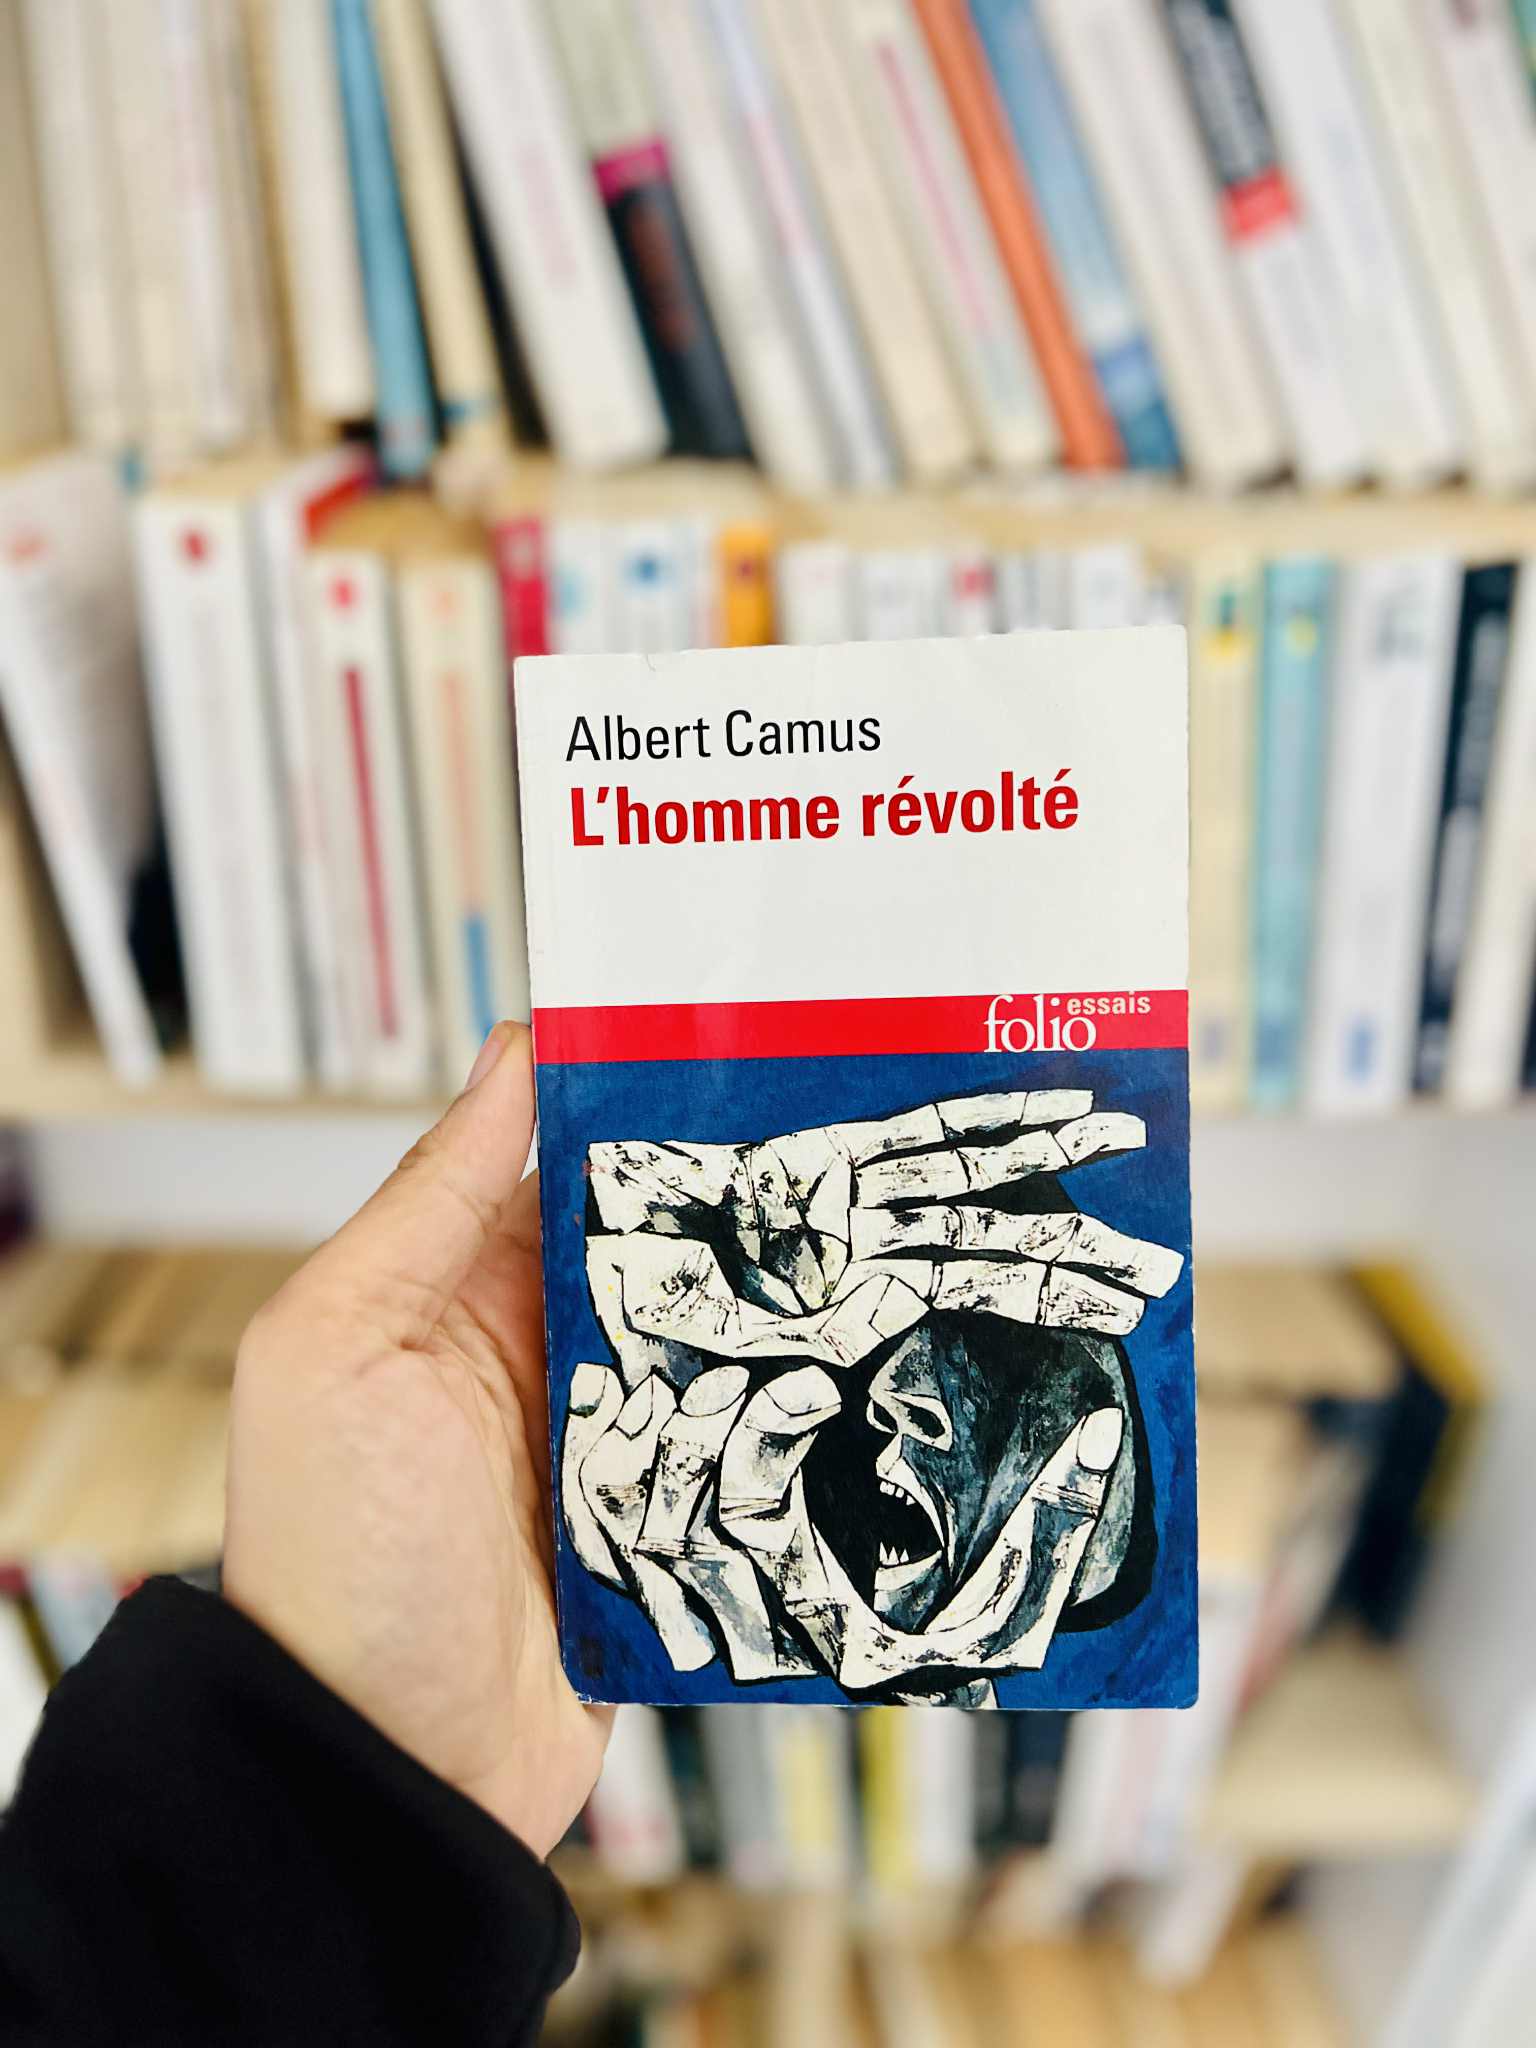 Albert Camus
L'homme révolté
folio essais